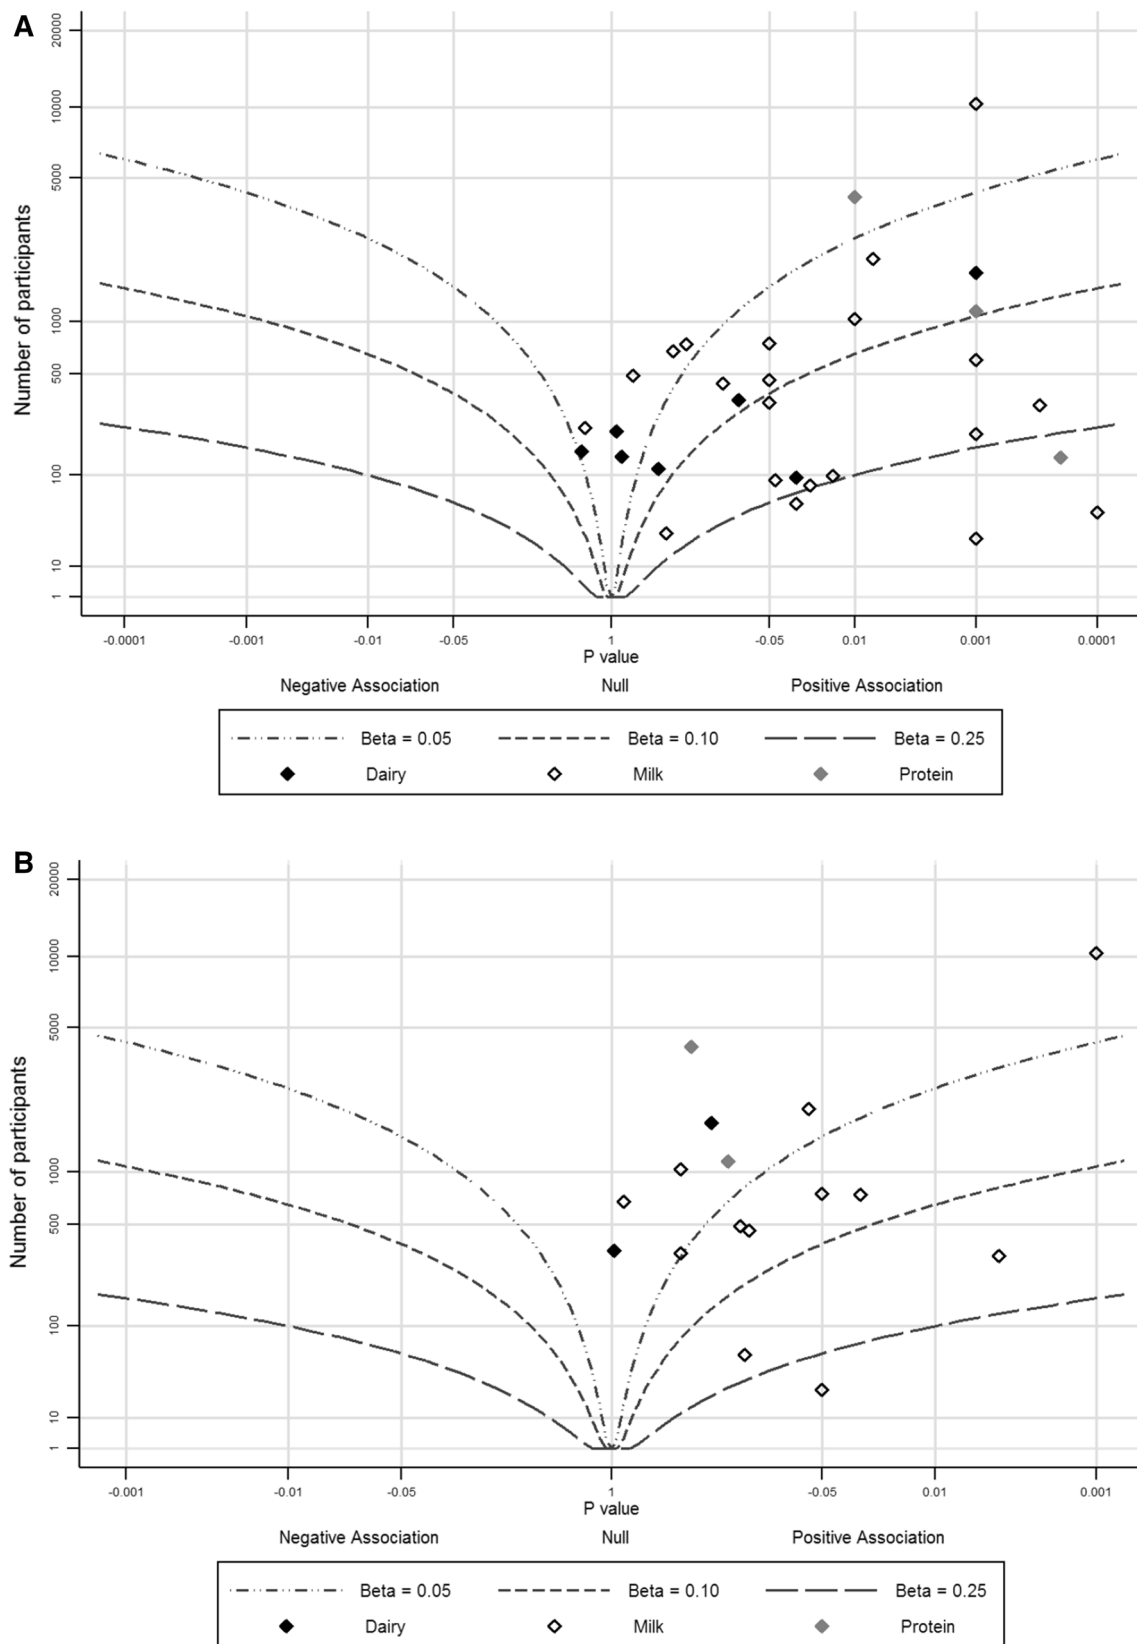 A
Number of participants
20000
10000
5000
1000
500
100
10
1
-0.0001 -0.001 -0.01 -0.05 1 -0.05 0.01 0.001 0.0001
P value
Negative Association Null Positive Association
Beta = 0.05 Beta = 0.10 Beta = 0.25
Dairy Milk Protein
B
Number of participants
20000
10000
5000
1000
500
100
10
1
-0.001 -0.01 -0.05 1 -0.05 0.01 0.001
P value
Negative Association Null Positive Association
Beta = 0.05 Beta = 0.10 Beta = 0.25
Dairy Milk Protein